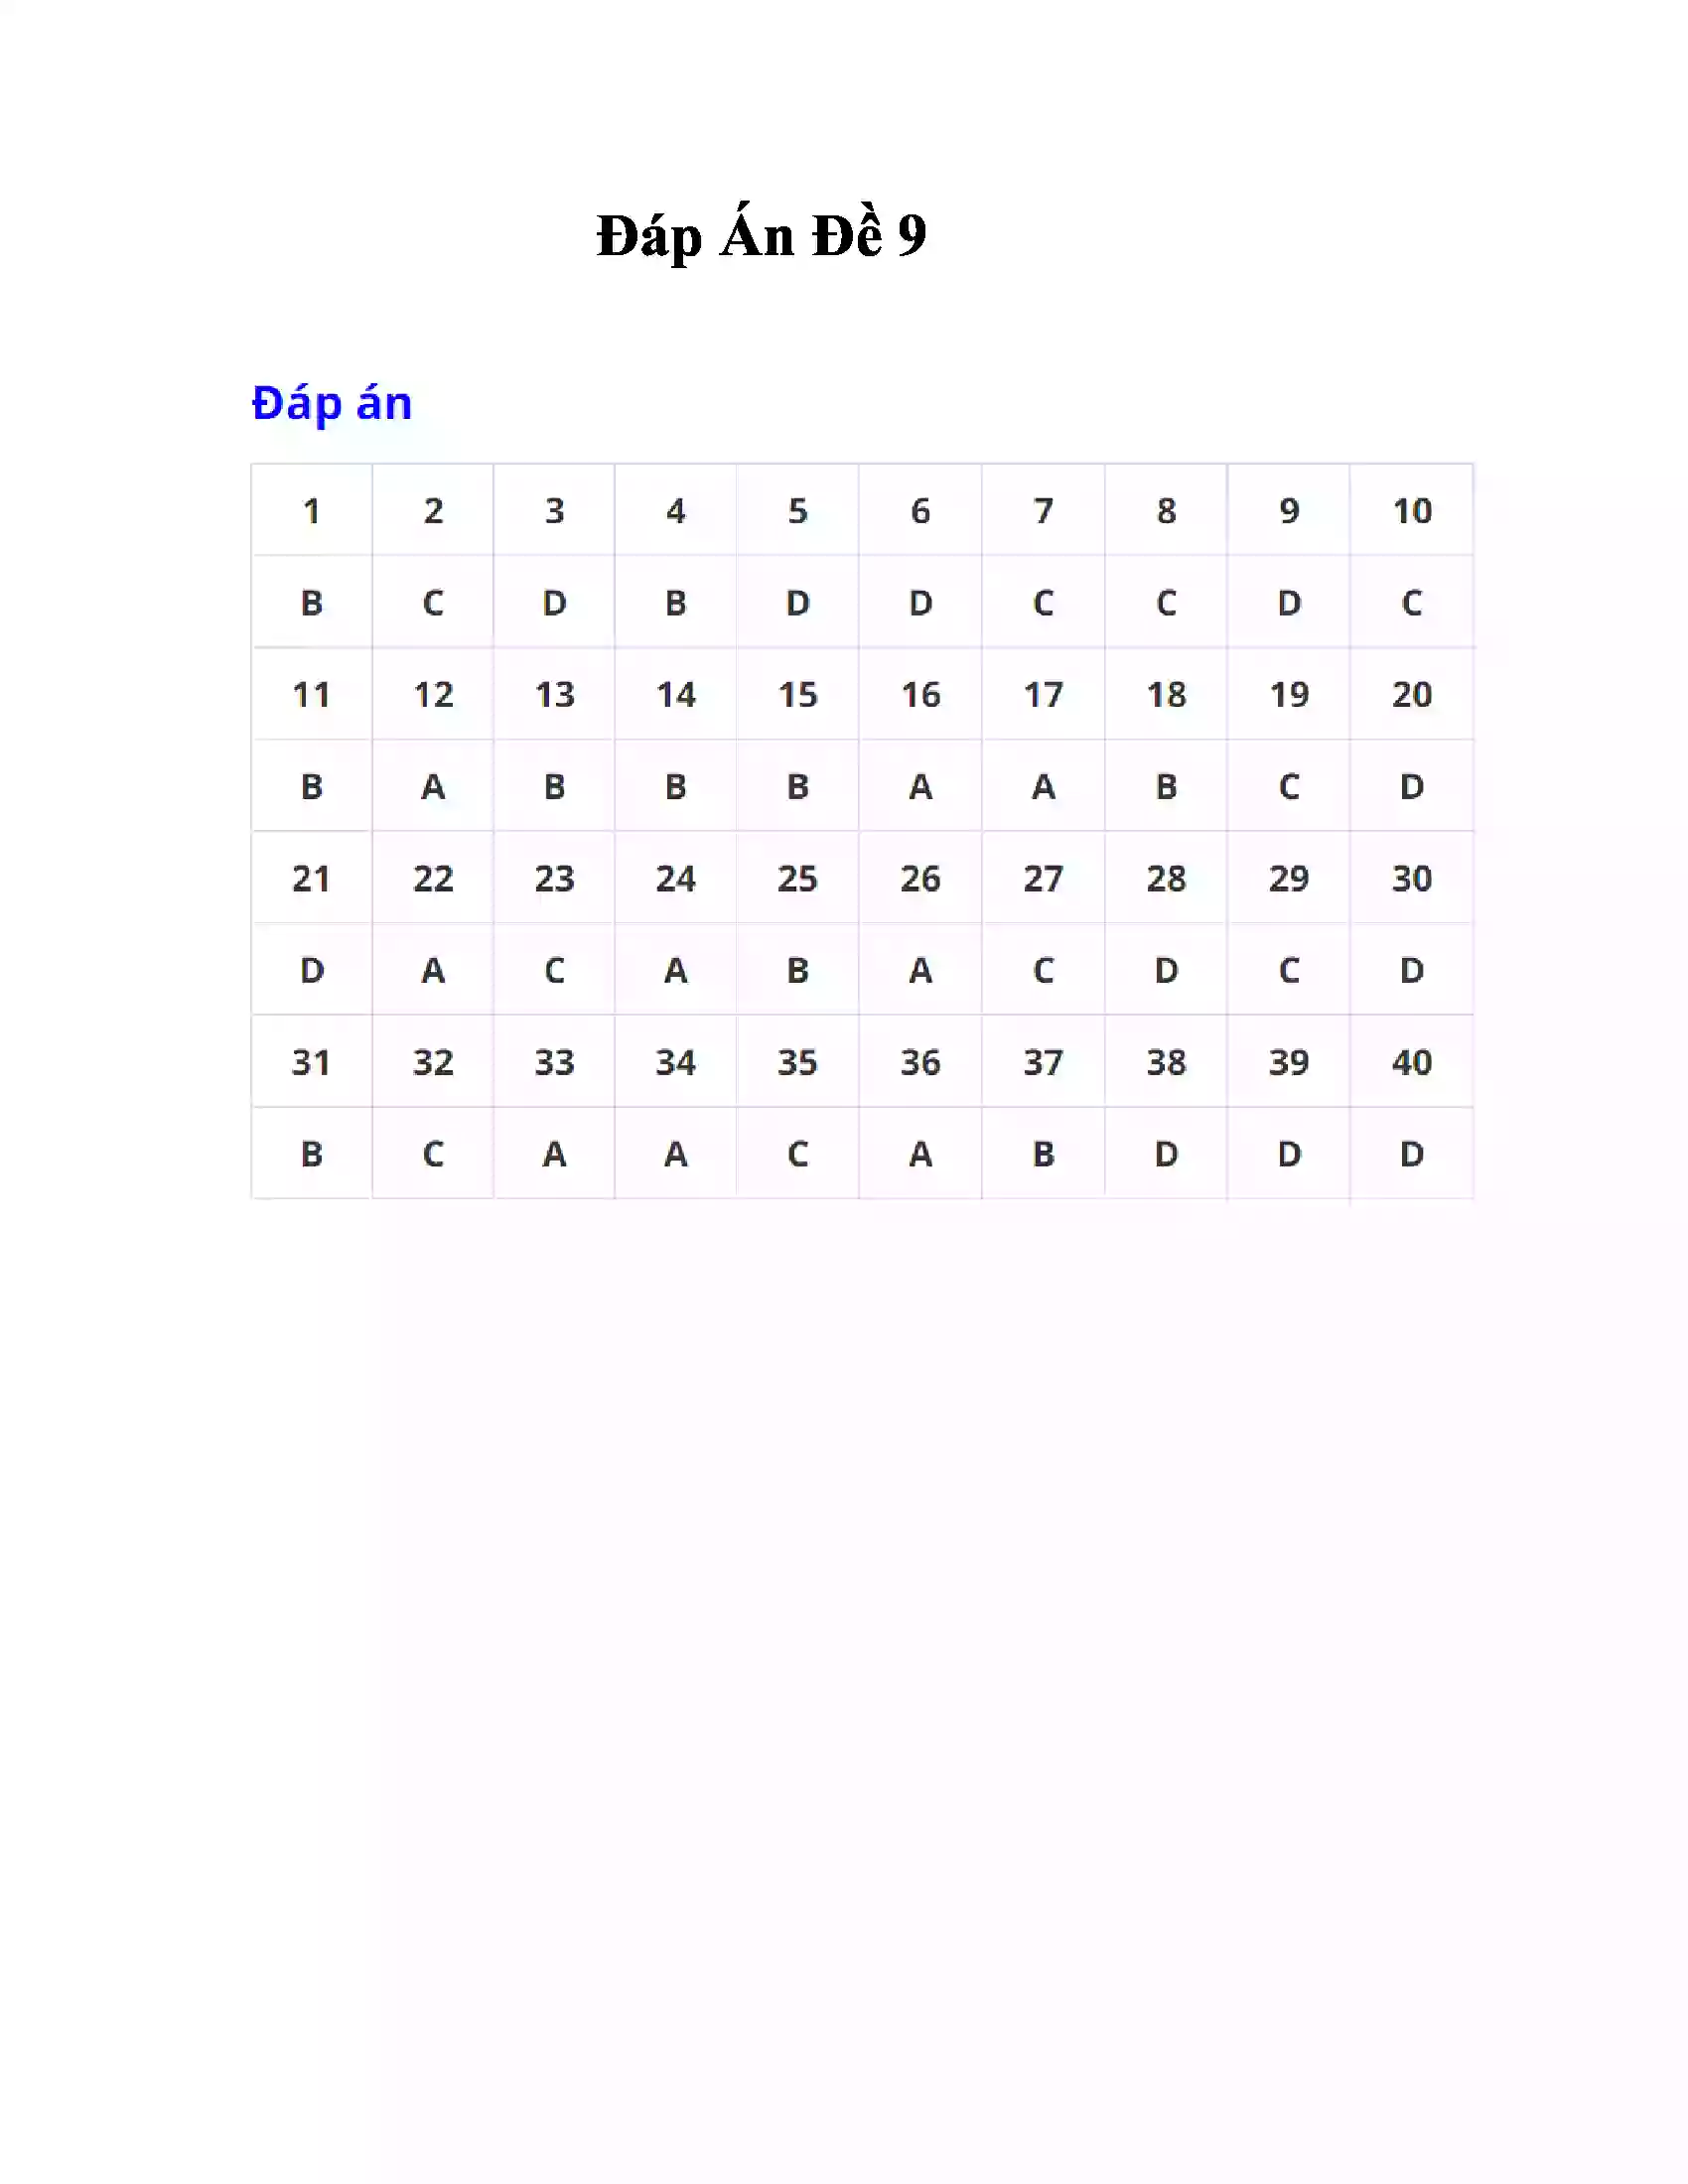 Đáp Án Đề 9
Đáp án
1 2 3 4 5 6 7 8 9 10
B C D B D D C C D C
11 12 13 14 15 16 17 18 19 20
B A B B B A A B C D
21 22 23 24 25 26 27 28 29 30
D A C A B A C D C D
31 32 33 34 35 36 37 38 39 40
B C A A C A B D D D